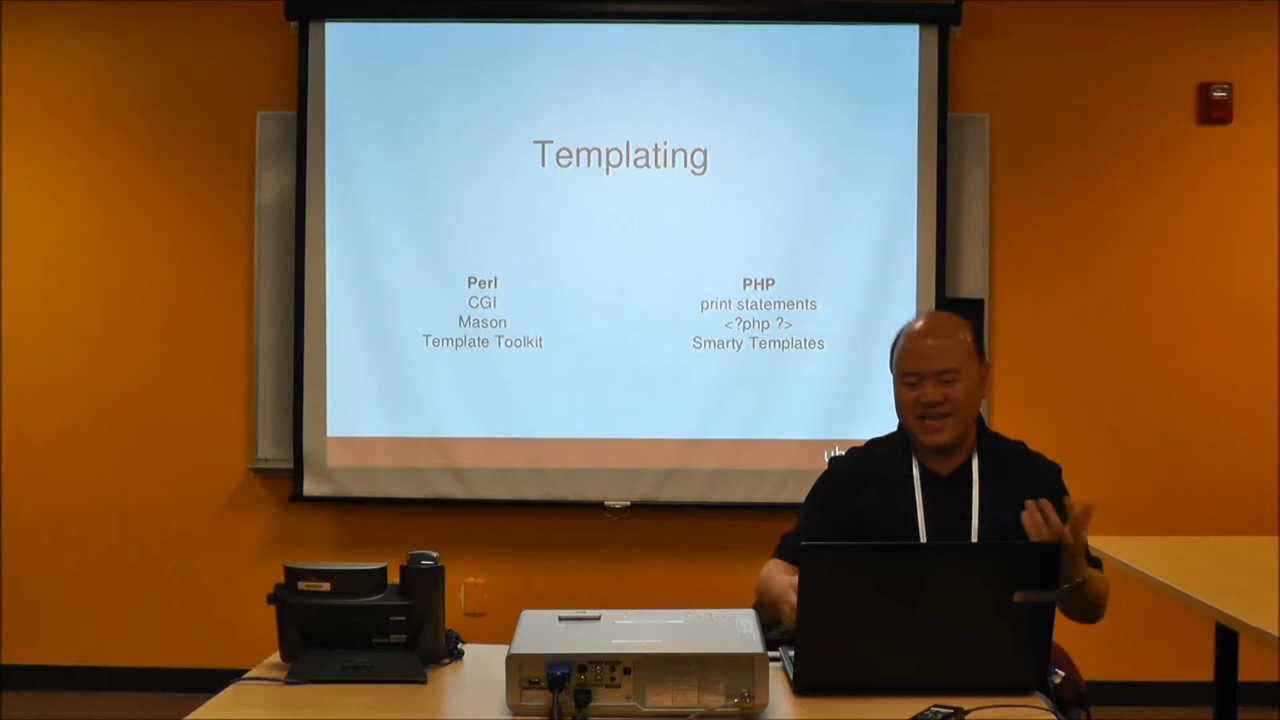 Templating
Perl
CGI
Mason
Template Toolkit
PHP
print statements
<?php ?>
Smarty Templates